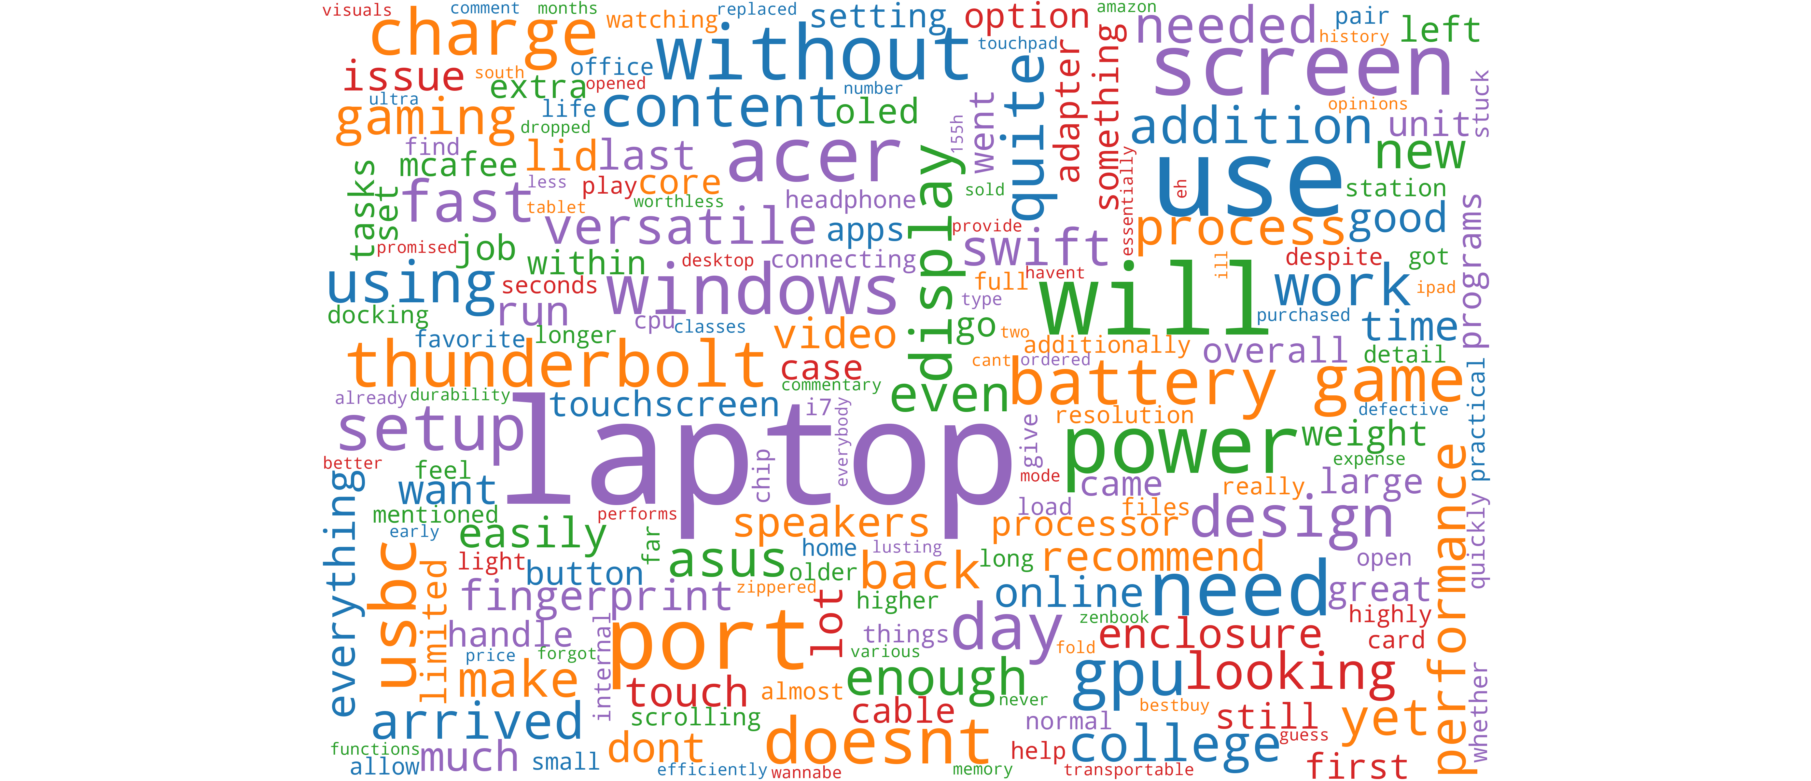 visuals comment months replaced setting option amazon needed pair left
charge watching without touchpad history
issue south office content screen
extra opened number stuck
ultra life oled quite adapter something opinions
gaming dropped 155h went addition unit
find lid last acer new
mcafee
tasks set fast less play core headphone sold essentially use eh station
tablet worthless
versatile apps display provide process good programs
promised job swift
within desktop connecting despite got
using seconds windows full havent will ill work ipad
docking run type purchased
cpu classes go two time
favorite longer video additionally overall
thunderbolt case cant ordered detail
already durability commentary even battery game
touchscreen i7 resolution defective practical
setup laptop everybody give power weight
better feel chip mode expense
everything want came really large performance
mentioned performs load files
early easily speakers processor design quickly
far asus home lusting long recommend open
light button older back
usbc limited fingerprint zippered higher online need great
handle internal port lot things day zenbook enclosure highly card
price forgot various fold
make touch almost enough gpu looking whether
never bestbuy
arrived scrolling cable normal still yet
functions guess
allow much small dont doesnt help college first
efficiently wannabe memory transportable